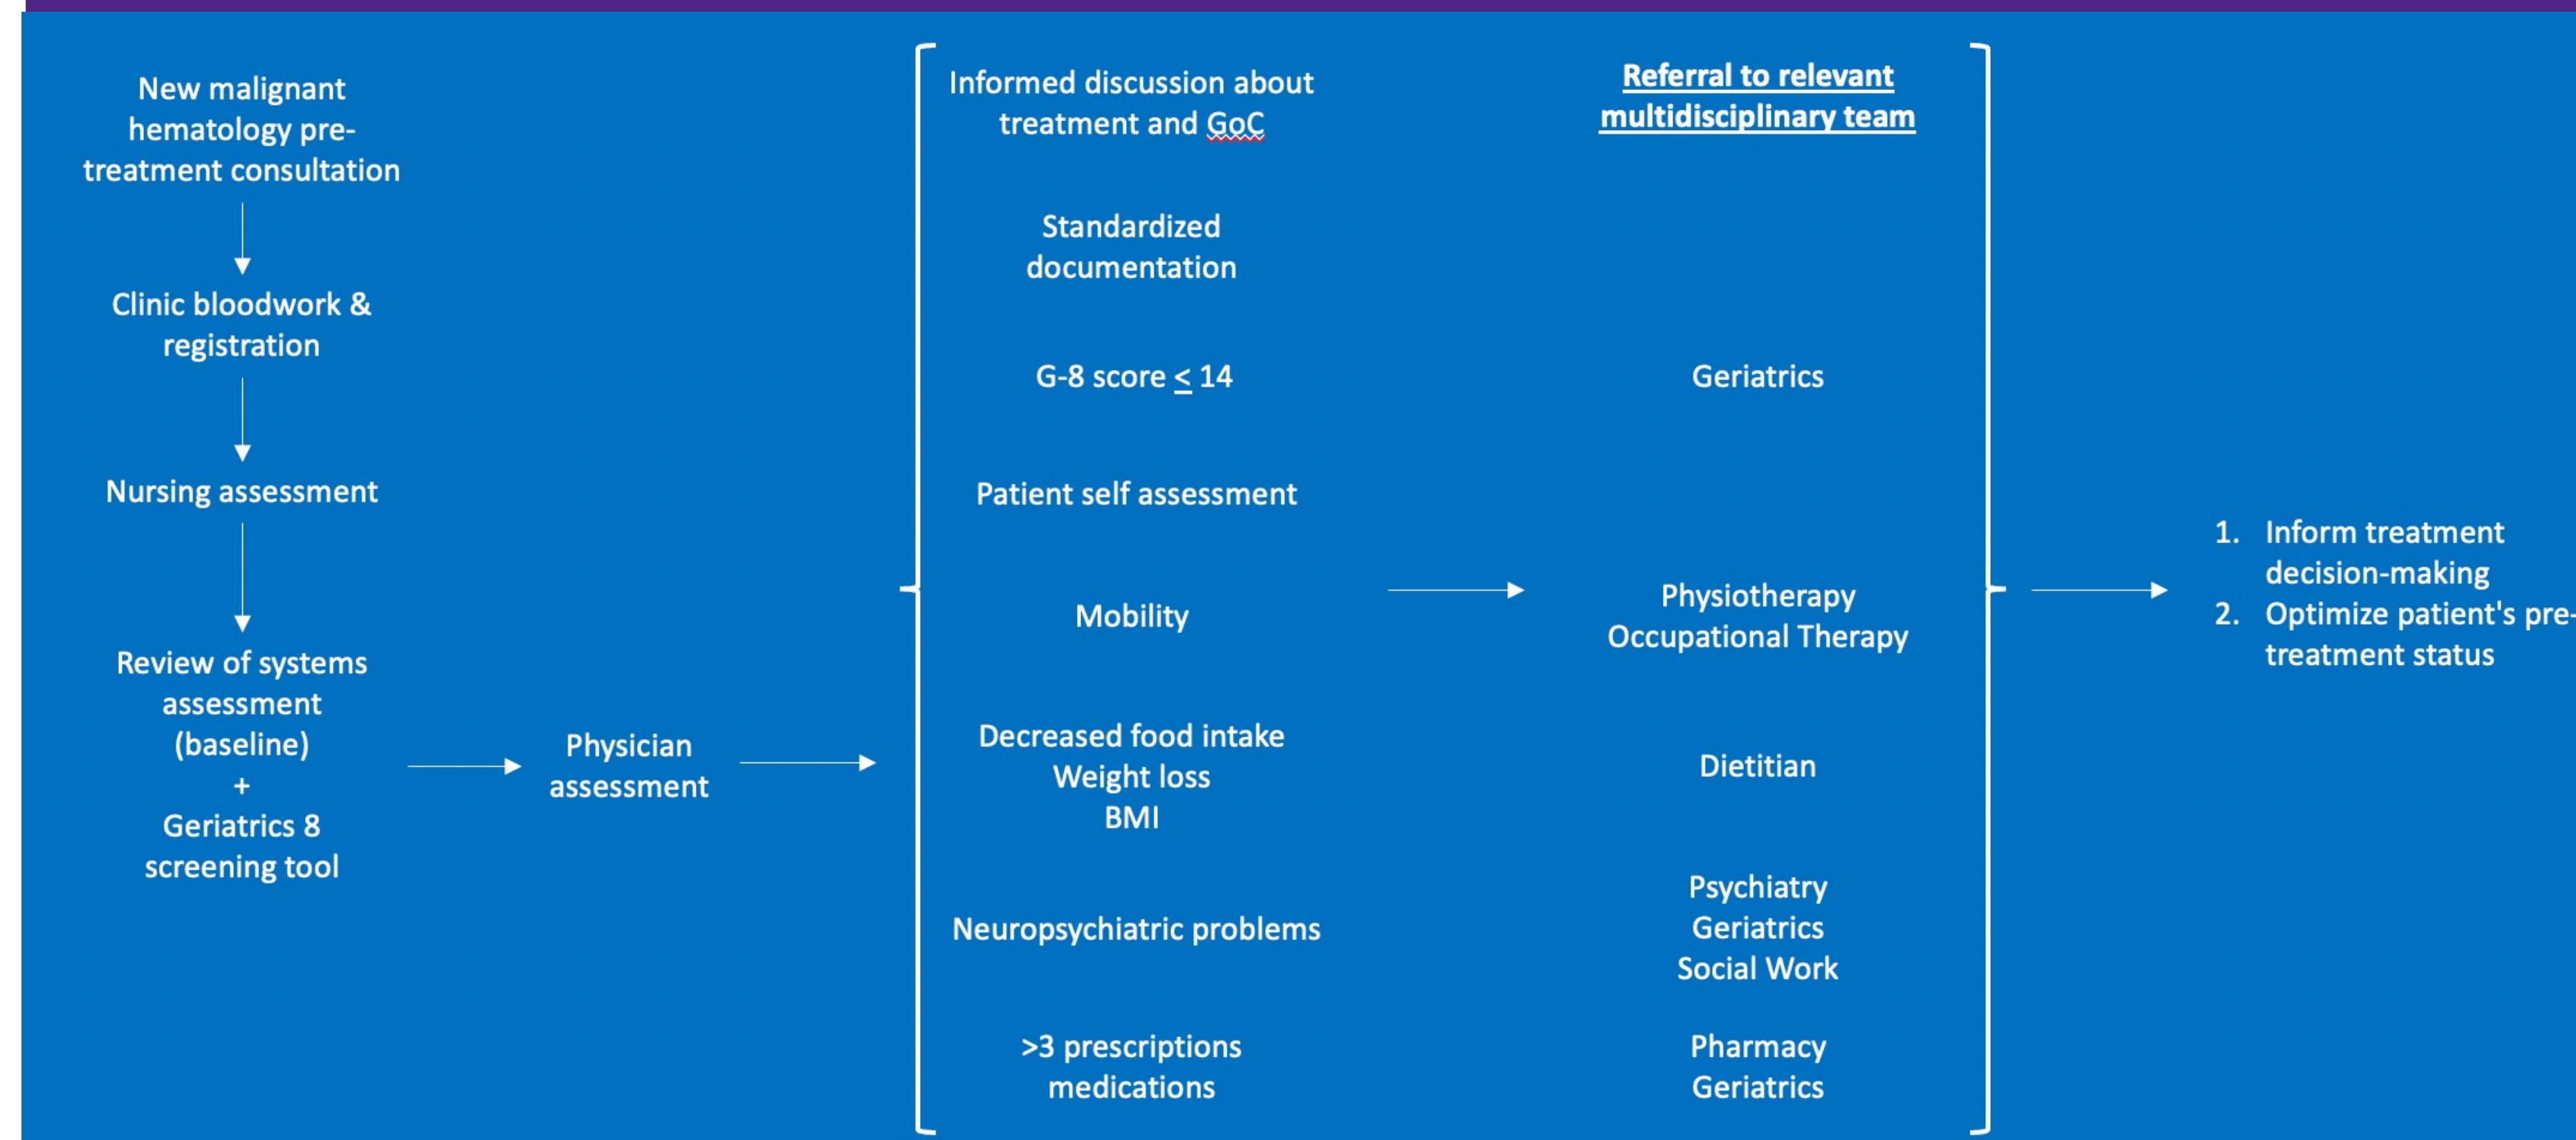 New malignant
hematology pre-
treatment consultation
Clinic bloodwork &
registration
Nursing assessment
Review of systems
assessment
(baseline)
+
Geriatrics 8
screening tool
Physician
assessment
Informed discussion about
treatment and GoC
Standardized
documentation
G-8 score ≤ 14
Patient self assessment
Mobility
Decreased food intake
Weight loss
BMI
Neuropsychiatric problems
>3 prescriptions
medications
Referral to relevant
multidisciplinary team
Geriatrics
Physiotherapy
Occupational Therapy
Dietitian
Psychiatry
Geriatrics
Social Work
Pharmacy
Geriatrics
1. Inform treatment
decision-making
2. Optimize patient's pre-
treatment status